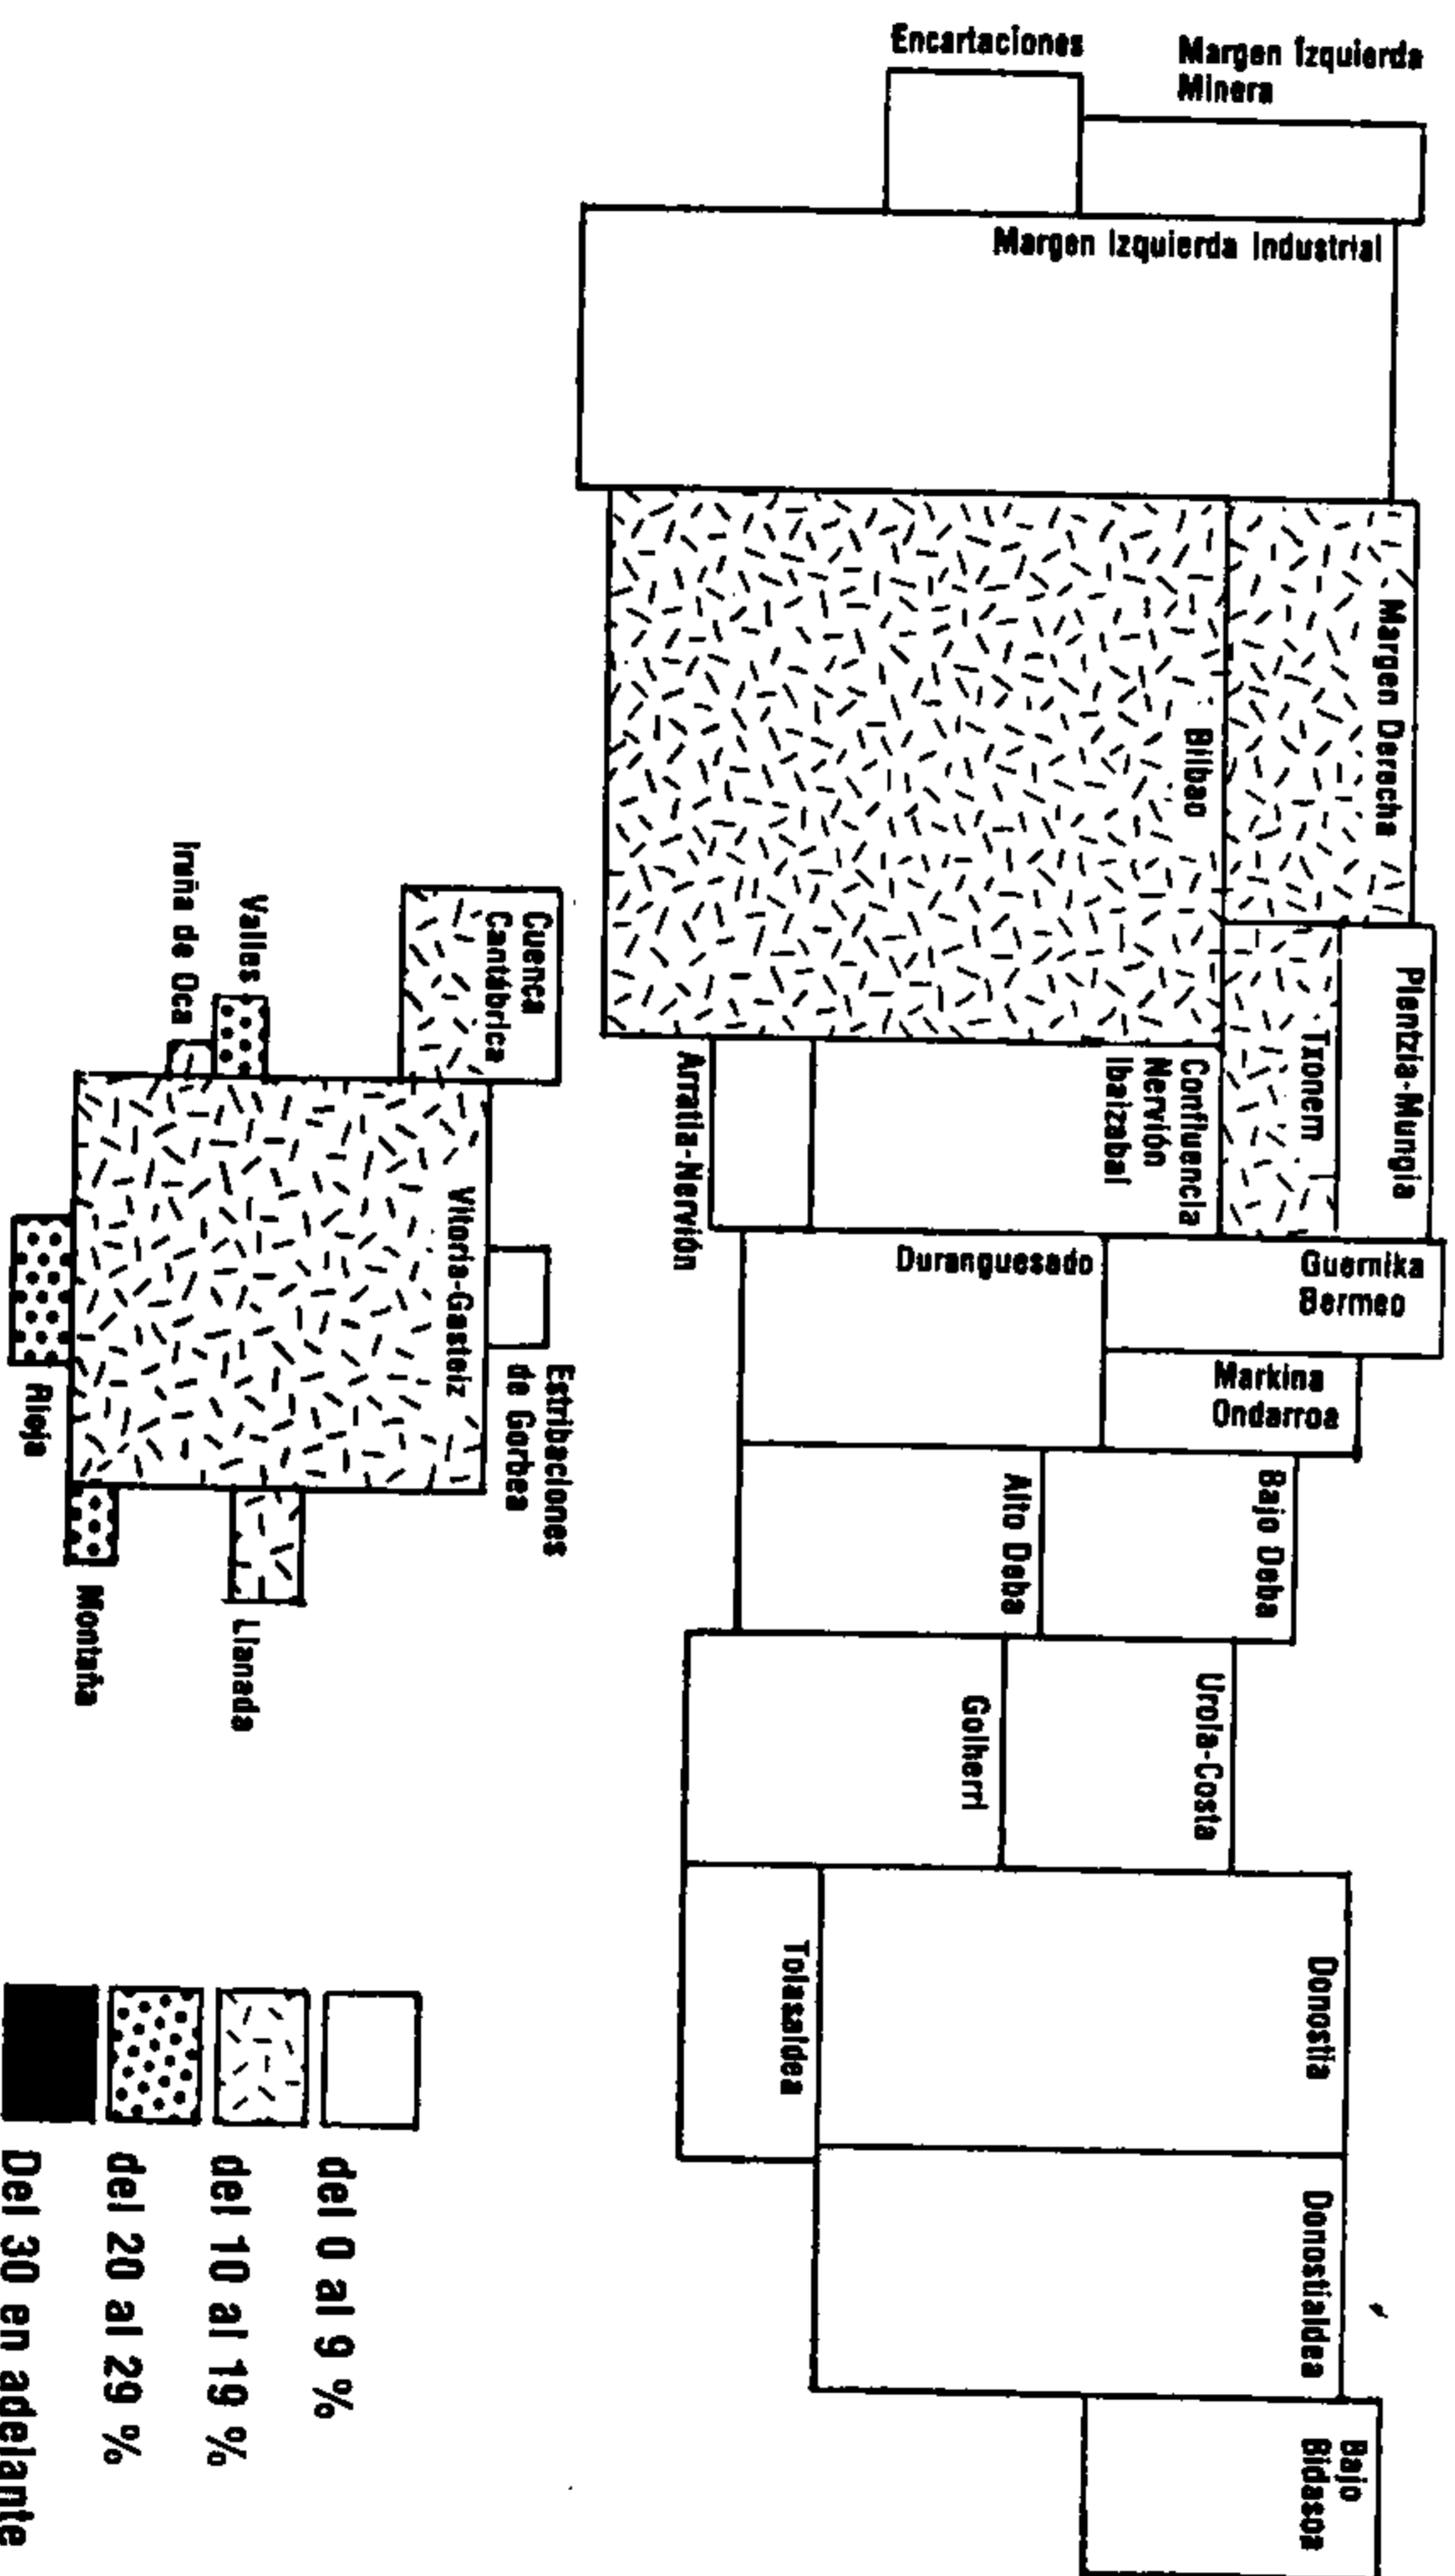 Encartaciones
Margen Izquierda
Minera
Margen Izquierda Industrial
Margen Derecha
Bilbao
Plentzia-Mungia
Txonem
Confluencia
Nervión
Ibaizabal
Arratia-Nervión
Duranguesado
Guernika
Bermeo
Markina
Ondarroa
Bajo Deba
Alto Deba
Urola-Costa
Goiherri
Donostia
Tolosaldea
Donostialdea
Bajo
Bidasoa
Cuenca
Cantábrica
Valles
Iruña de Oca
Vitoria-Gasteiz
Estribaciones
de Gorbea
Rioja
Montaña
Llanada
del 0 al 9 %
del 10 al 19 %
del 20 al 29 %
Del 30 en adelante